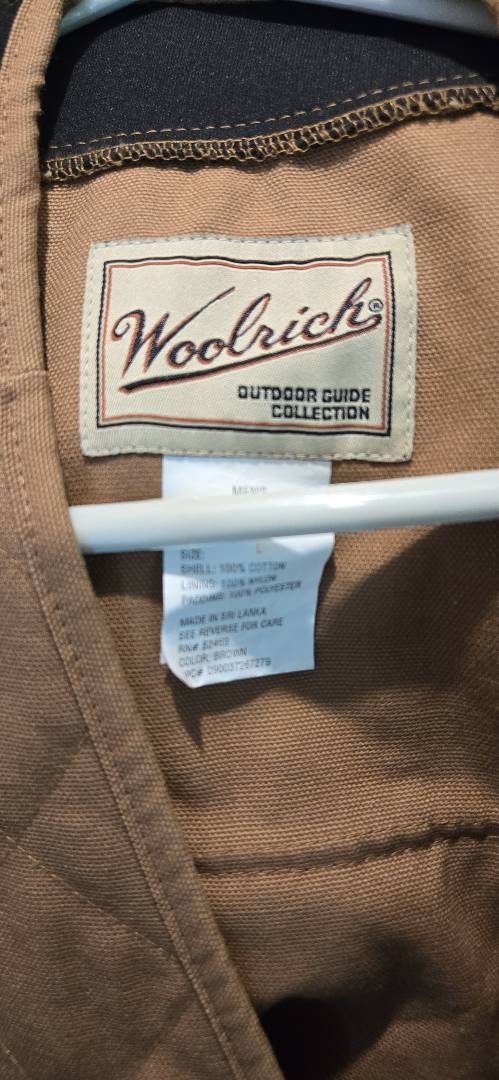 Woolrich®
OUTDOOR GUIDE
COLLECTION
SIZE: L
SHELL: 100% COTTON
LINING: 100% NYLON
PADDING: 100% POLYESTER
MADE IN SRI LANKA
SEE REVERSE FOR CARE
RN#
COLOR: BROWN